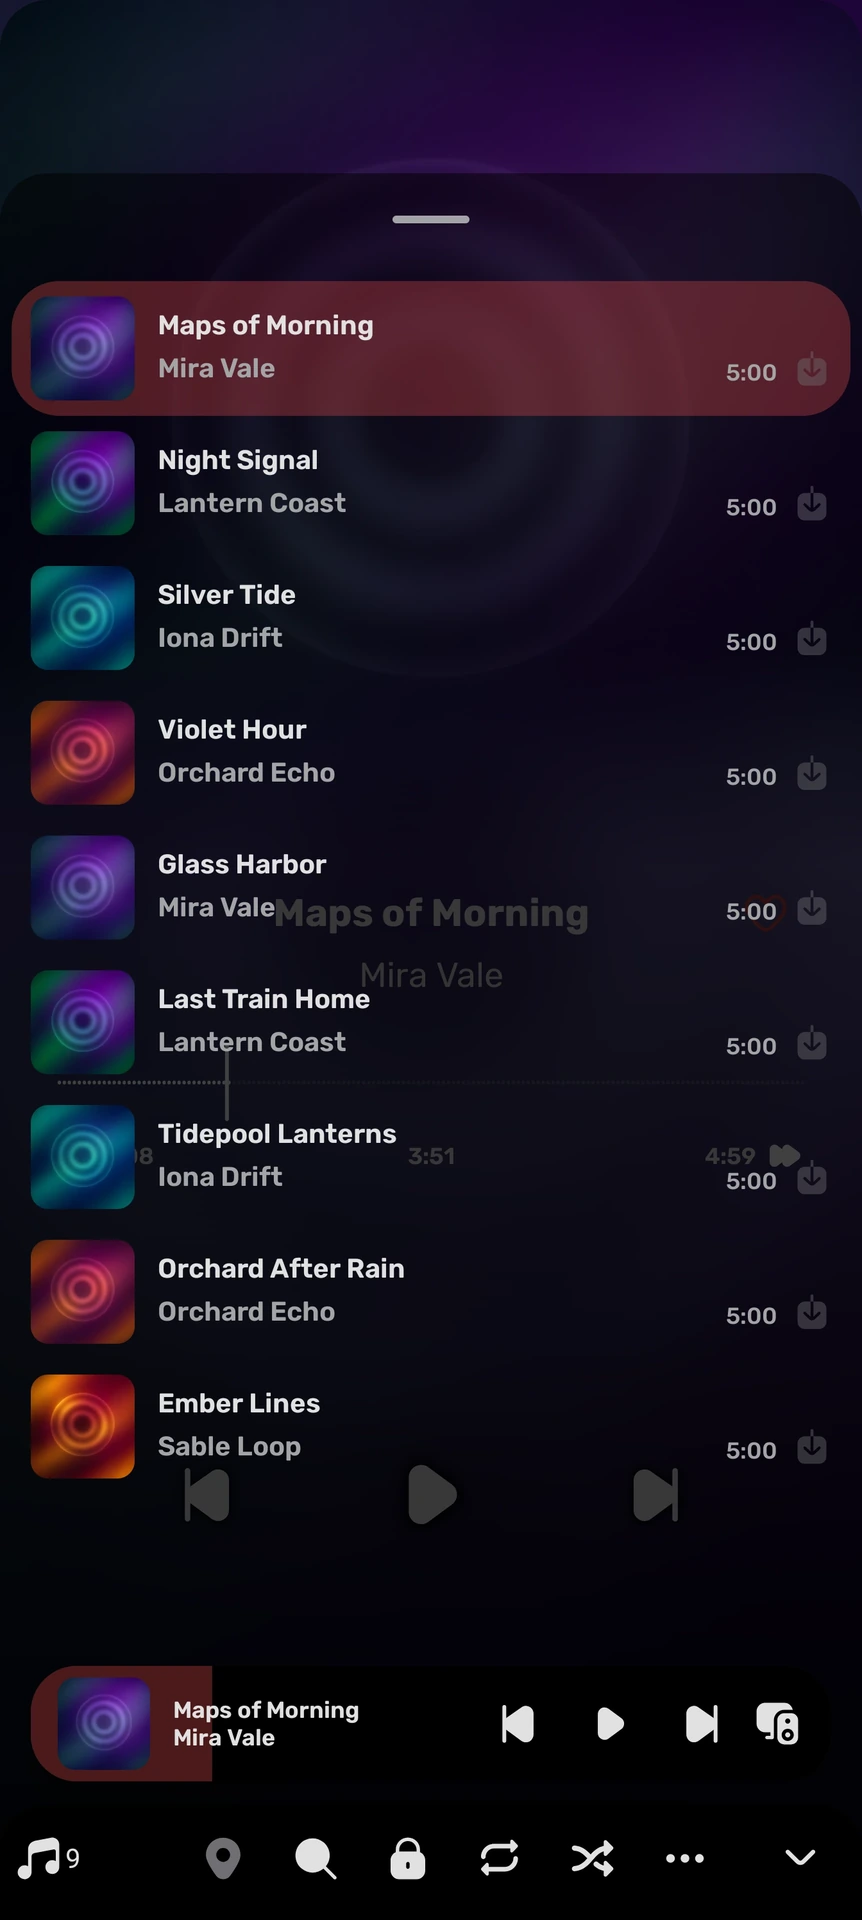 Maps of Morning
Mira Vale
5:00
Night Signal
Lantern Coast
5:00
Silver Tide
Iona Drift
5:00
Violet Hour
Orchard Echo
5:00
Glass Harbor
Mira Vale
5:00
Maps of Morning
Mira Vale
Last Train Home
Lantern Coast
5:00
Tidepool Lanterns
3:51
4:59
Iona Drift
5:00
Orchard After Rain
Orchard Echo
5:00
Ember Lines
Sable Loop
5:00
Maps of Morning
Mira Vale
9